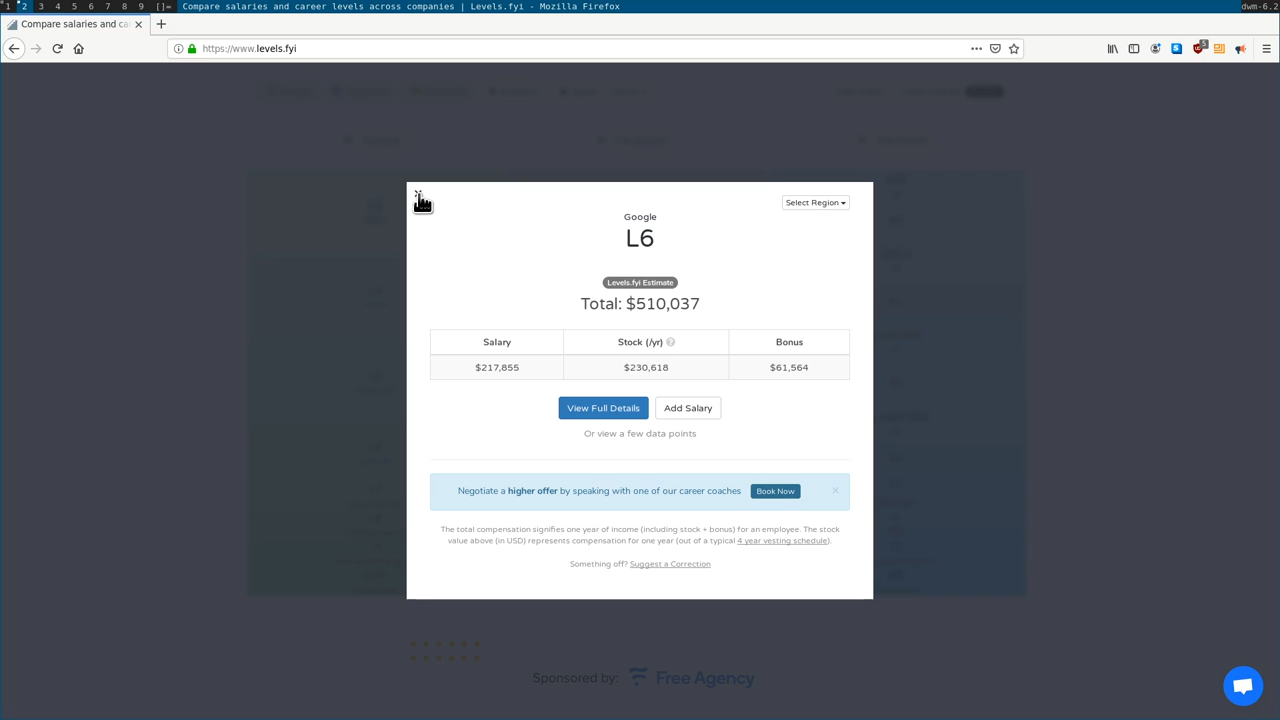 1 2 3 4 5 6 7 8 9 []= Compare salaries and career levels across companies | Levels.fyi - Mozilla Firefox dwm-6.2
Compare salaries and ca
https://www.levels.fyi
Select Region
Google
L6
Levels.fyi Estimate
Total: $510,037
Salary Stock (/yr) ? Bonus
$217,855 $230,618 $61,564
View Full Details Add Salary
Or view a few data points
Negotiate a higher offer by speaking with one of our career coaches Book Now ×
The total compensation signifies one year of income (including stock + bonus) for an employee. The stock
value above (in USD) represents compensation for one year (out of a typical 4 year vesting schedule).
Something off? Suggest a Correction
Sponsored by: Free Agency